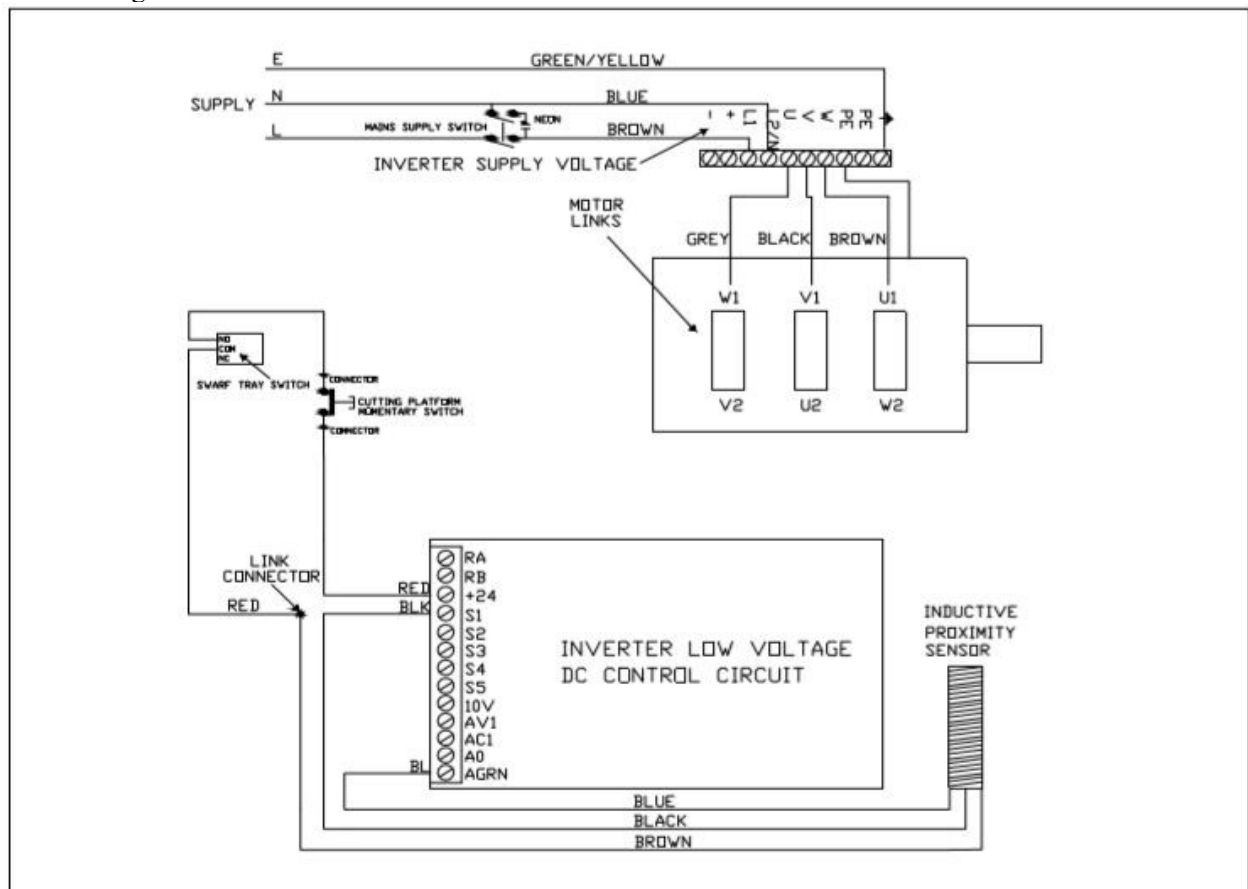 E
GREEN/YELLOW
SUPPLY
N
BLUE
MAINS SUPPLY SWITCH
NEON
L
BROWN
INVERTER SUPPLY VOLTAGE
-
+
L1
L2/N
U
V
W
PE
PE
MOTOR
LINKS
GREY
BLACK
BROWN
W1
V1
U1
V2
U2
W2
NO
COM
NC
SWARF TRAY SWITCH
CONNECTOR
CUTTING PLATFORM
MOMENTARY SWITCH
CONNECTOR
LINK
CONNECTOR
RED
RED
BLK
BL
RA
RB
+24
S1
S2
S3
S4
S5
10V
AV1
AC1
A0
AGRN
INVERTER LOW VOLTAGE
DC CONTROL CIRCUIT
INDUCTIVE
PROXIMITY
SENSOR
BLUE
BLACK
BROWN